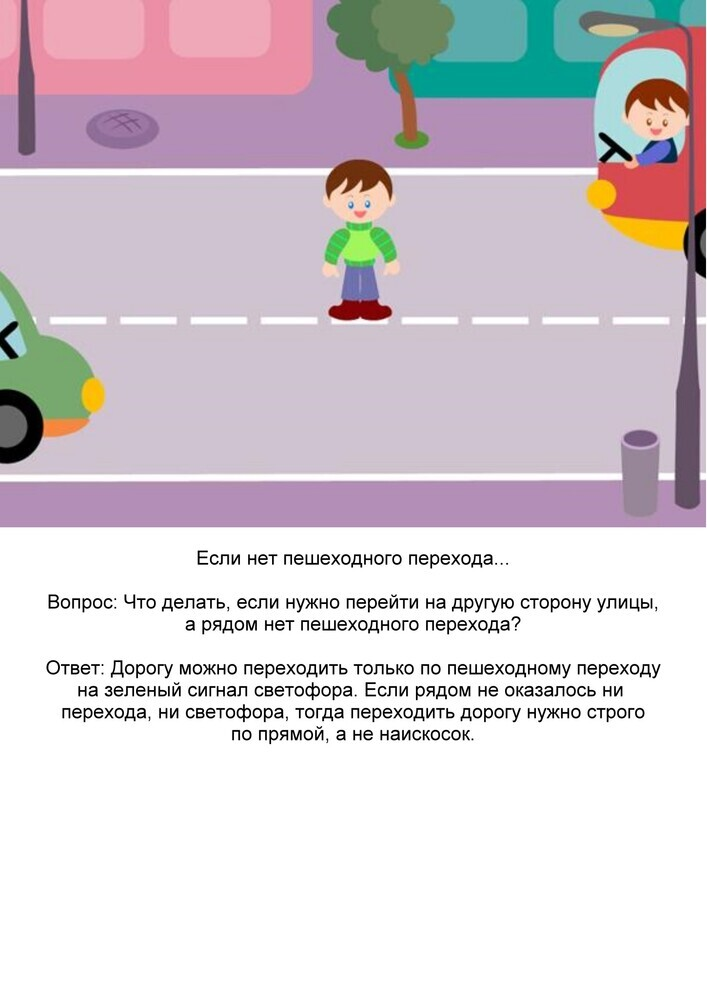 Если нет пешеходного перехода...
Вопрос: Что делать, если нужно перейти на другую сторону улицы,
а рядом нет пешеходного перехода?
Ответ: Дорогу можно переходить только по пешеходному переходу
на зеленый сигнал светофора. Если рядом не оказалось ни
перехода, ни светофора, тогда переходить дорогу нужно строго
по прямой, а не наискосок.